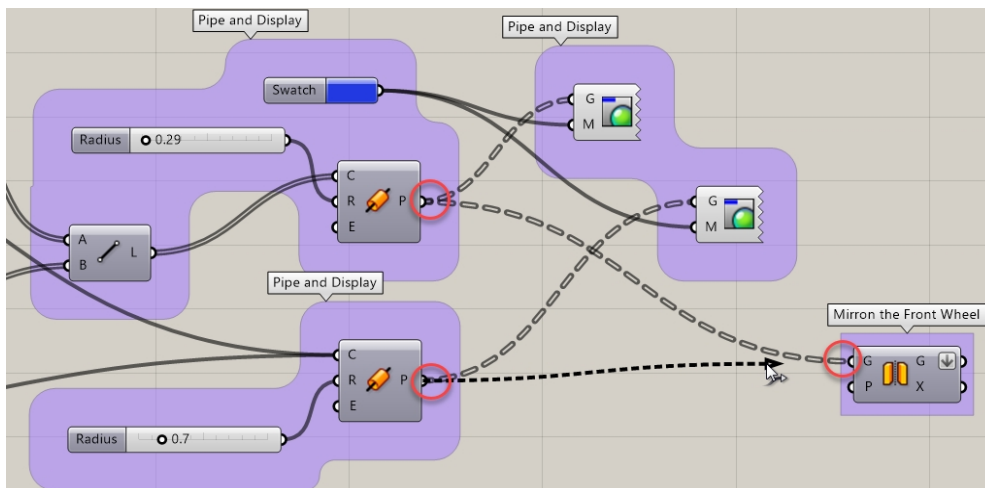 Pipe and Display
Pipe and Display
Swatch
G
M
Radius 0.29
C
R P
E
G
M
A
B
L
Pipe and Display
Mirron the Front Wheel
C
R P
E
G G
P X
Radius 0.7